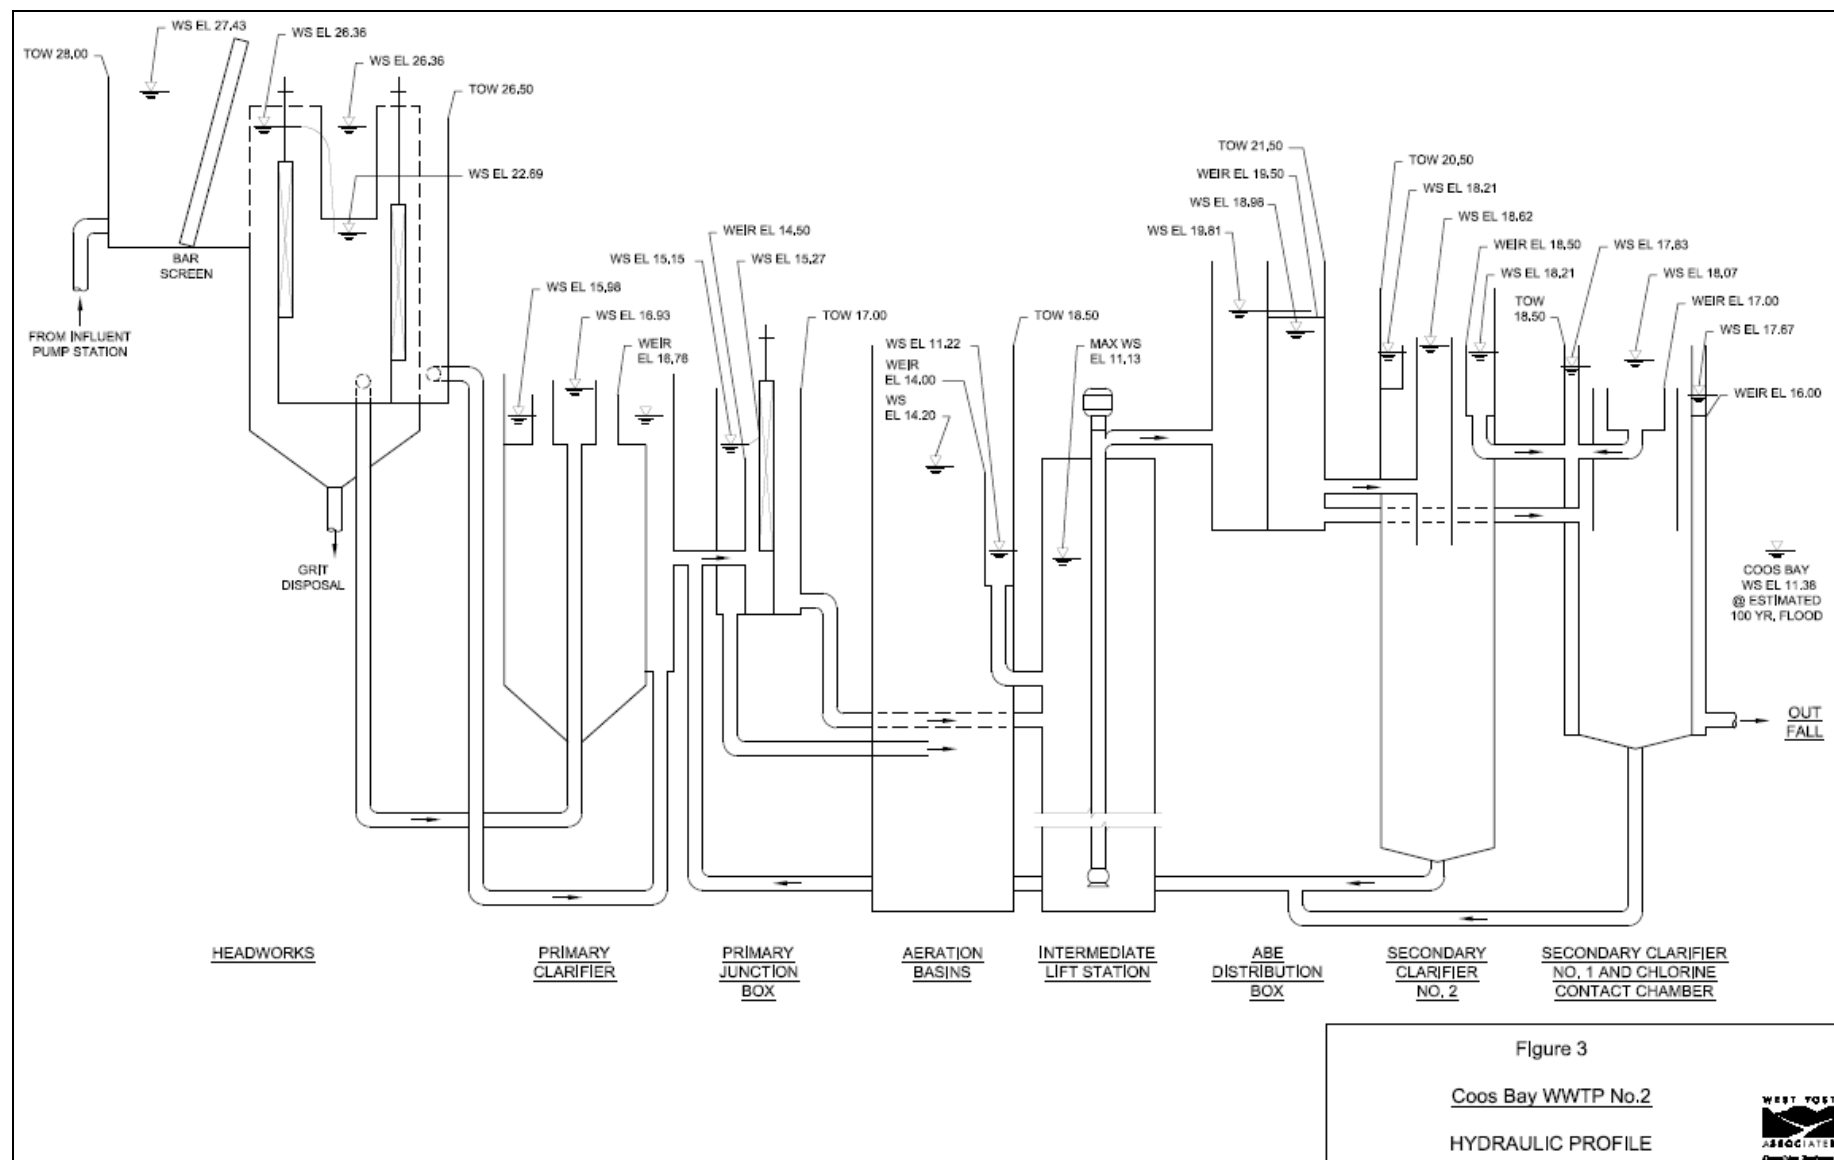 WS EL 27.43
WS EL 26.36
TOW 28.00
WS EL 26.36
TOW 26.50
WS EL 22.69
BAR
SCREEN
FROM INFLUENT
PUMP STATION
GRIT
DISPOSAL
WS EL 15.98
WS EL 16.93
WEIR
EL 16.76
WEIR EL 14.50
WS EL 15.15
WS EL 15.27
TOW 17.00
WS EL 11.22
WEIR
EL 14.00
WS
EL 14.20
TOW 18.50
MAX WS
EL 11.13
TOW 21.50
WEIR EL 19.50
WS EL 18.98
WS EL 19.81
TOW 20.50
WS EL 18.21
WS EL 18.62
WEIR EL 18.50
WS EL 18.21
TOW
18.50
WS EL 17.83
WS EL 18.07
WEIR EL 17.00
WS EL 17.67
WEIR EL 16.00
COOS BAY
WS EL 11.38
@ ESTIMATED
100 YR. FLOOD
OUT
FALL
HEADWORKS
PRIMARY
CLARIFIER
PRIMARY
JUNCTION
BOX
AERATION
BASINS
INTERMEDIATE
LIFT STATION
ABE
DISTRIBUTION
BOX
SECONDARY
CLARIFIER
NO. 2
SECONDARY CLARIFIER
NO. 1 AND CHLORINE
CONTACT CHAMBER
Figure 3
Coos Bay WWTP No.2
HYDRAULIC PROFILE
WEST YOST
ASSOCIATES